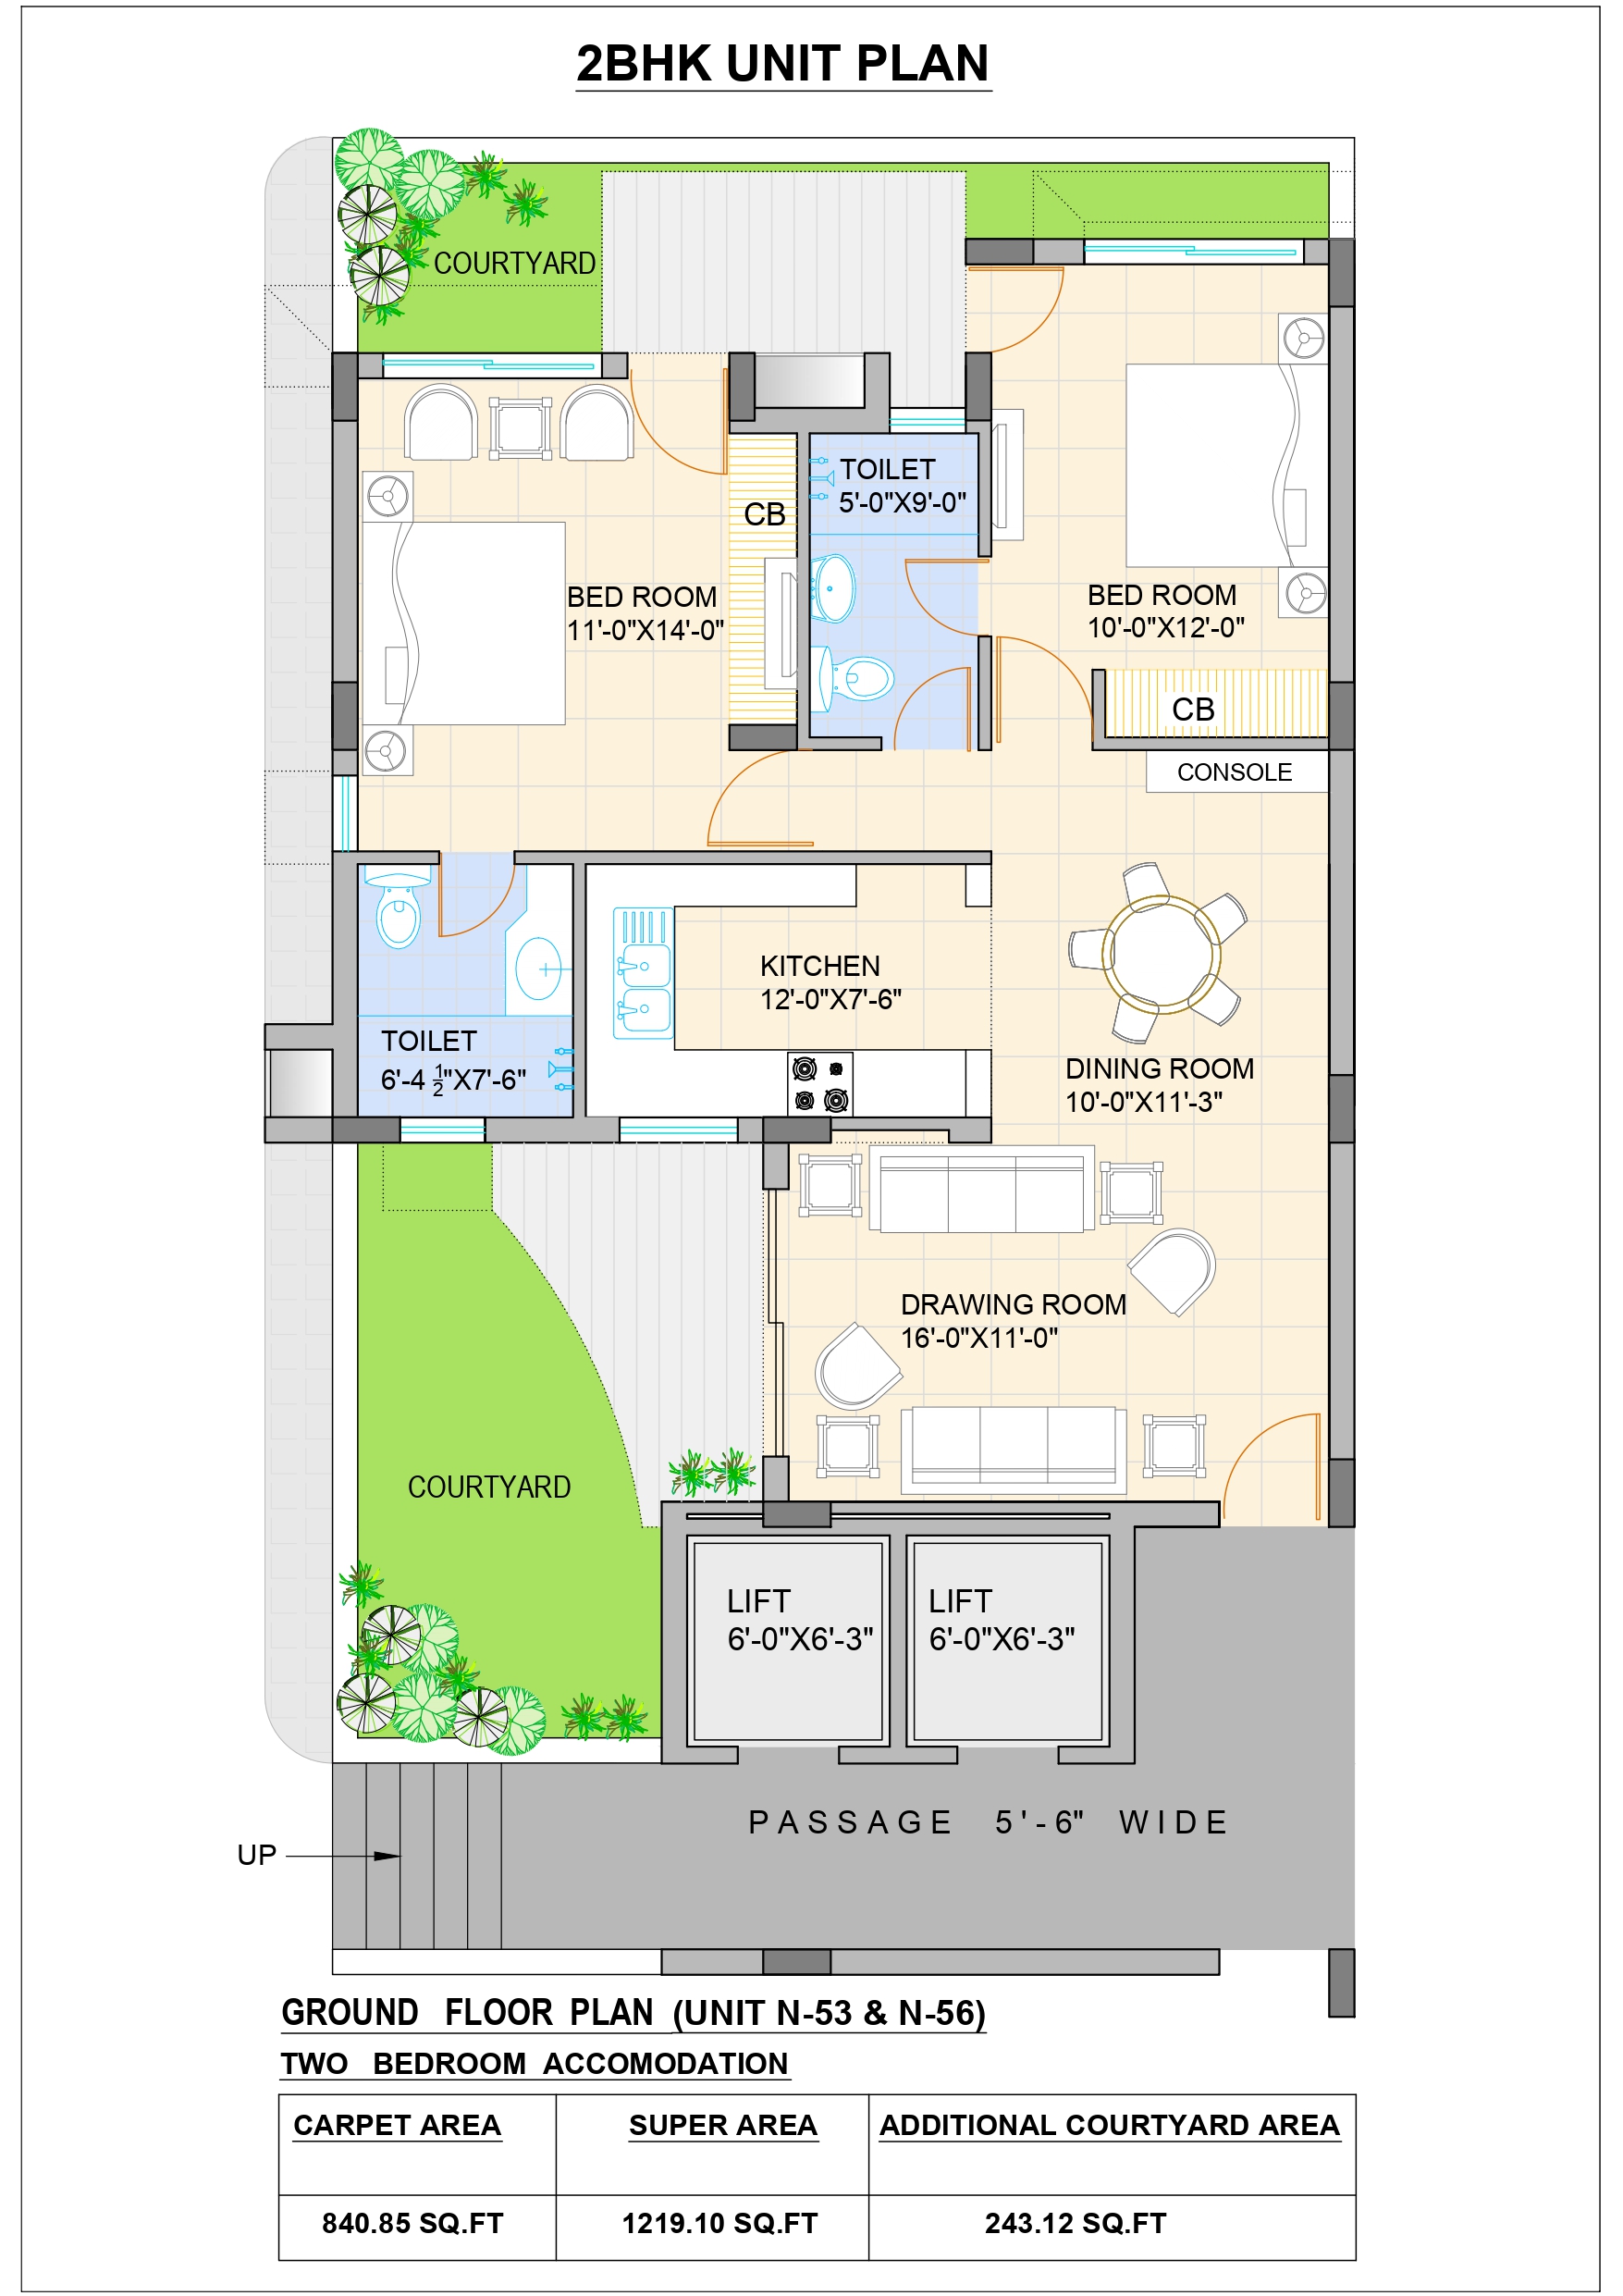 2BHK UNIT PLAN
COURTYARD
TOILET
5'-0"X9'-0"
CB
BED ROOM
11'-0"X14'-0"
BED ROOM
10'-0"X12'-0"
CB
CONSOLE
KITCHEN
12'-0"X7'-6"
TOILET
6'-4 1/2"X7'-6"
DINING ROOM
10'-0"X11'-3"
DRAWING ROOM
16'-0"X11'-0"
COURTYARD
LIFT
6'-0"X6'-3"
LIFT
6'-0"X6'-3"
PASSAGE 5'-6" WIDE
UP
GROUND FLOOR PLAN (UNIT N-53 & N-56)
TWO BEDROOM ACCOMODATION
CARPET AREA SUPER AREA ADDITIONAL COURTYARD AREA
840.85 SQ.FT 1219.10 SQ.FT 243.12 SQ.FT